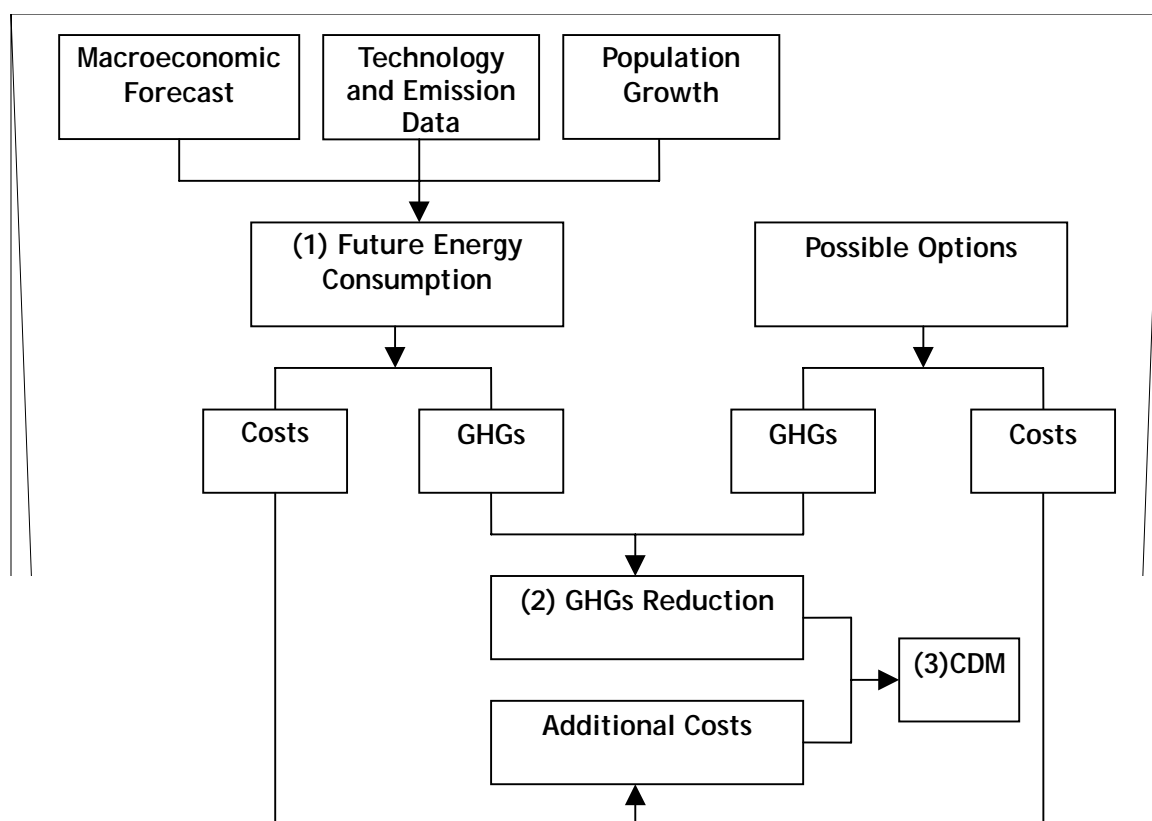 Macroeconomic
Forecast
Technology
and Emission
Data
Population
Growth
(1) Future Energy
Consumption
Possible Options
Costs
GHGs
GHGs
Costs
(2) GHGs Reduction
(3)CDM
Additional Costs